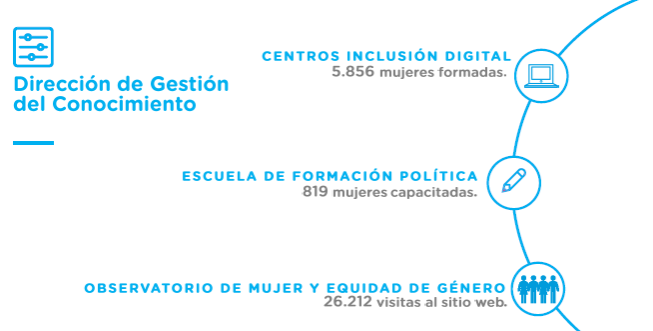 Dirección de Gestión
del Conocimiento
CENTROS INCLUSIÓN DIGITAL
5.856 mujeres formadas.
ESCUELA DE FORMACIÓN POLÍTICA
819 mujeres capacitadas.
OBSERVATORIO DE MUJER Y EQUIDAD DE GÉNERO
26.212 visitas al sitio web.